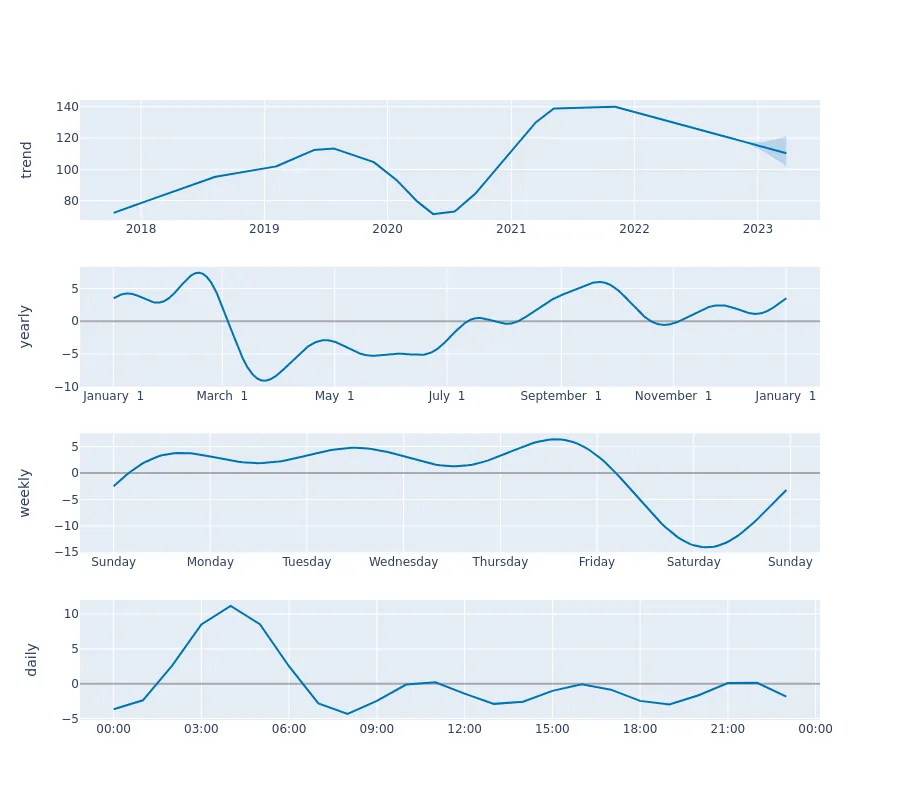 trend
140
120
100
80
2018 2019 2020 2021 2022 2023
yearly
5
0
−5
−10
January 1 March 1 May 1 July 1 September 1 November 1 January 1
weekly
5
0
−5
−10
−15
Sunday Monday Tuesday Wednesday Thursday Friday Saturday Sunday
daily
10
5
0
−5
00:00 03:00 06:00 09:00 12:00 15:00 18:00 21:00 00:00